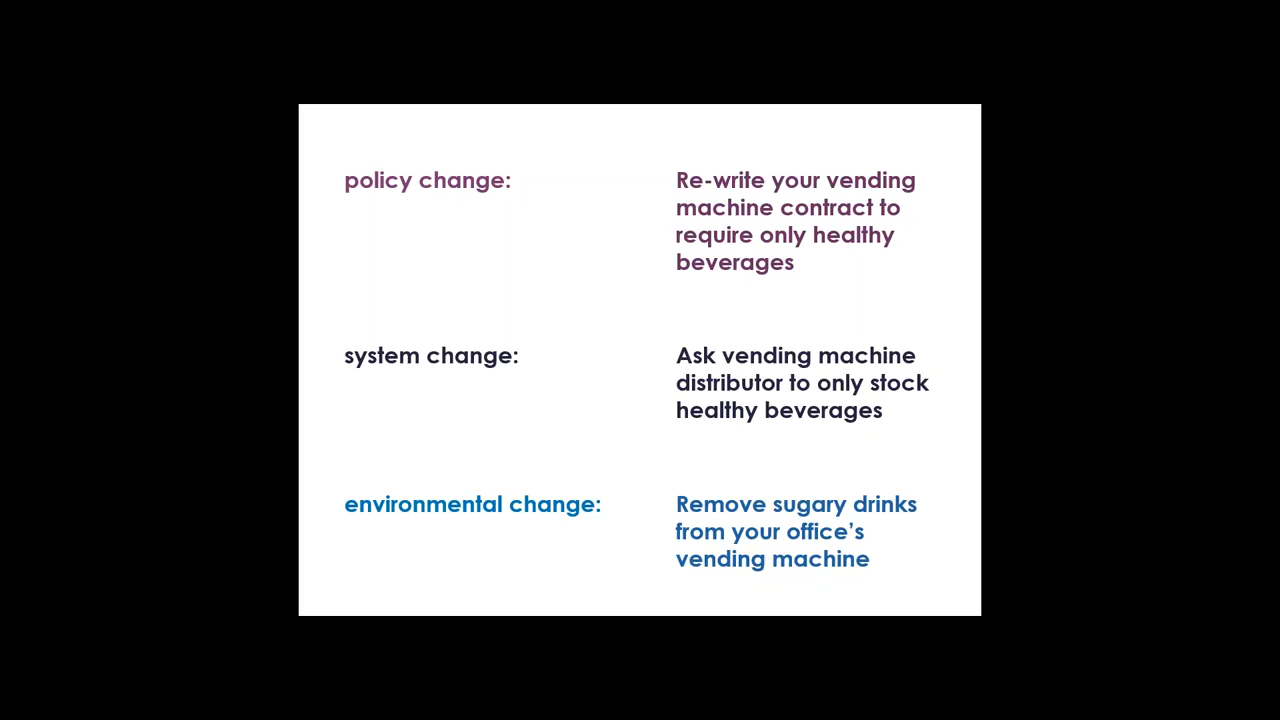 policy change:
Re-write your vending
machine contract to
require only healthy
beverages
system change:
Ask vending machine
distributor to only stock
healthy beverages
environmental change:
Remove sugary drinks
from your office’s
vending machine